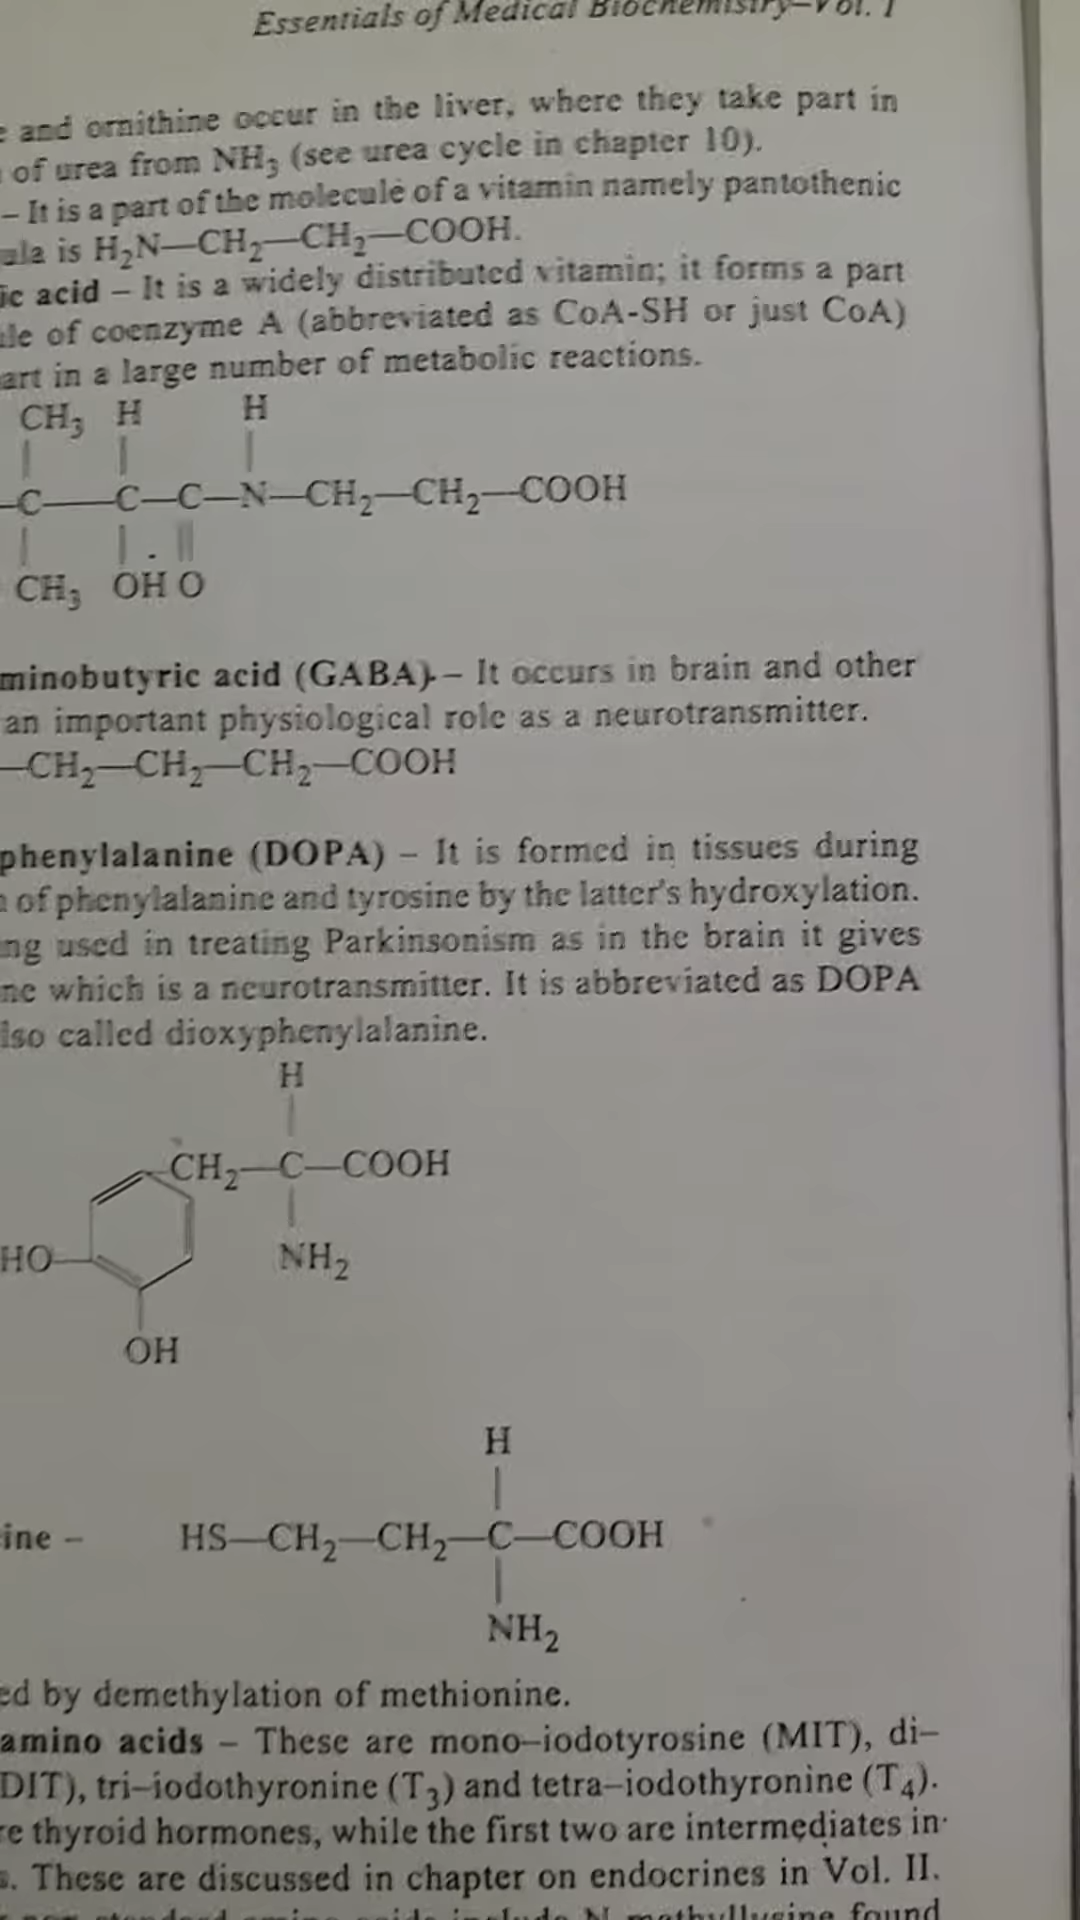 Essentials of Medical Biochemistry–Vol. I
and ornithine occur in the liver, where they take part in
of urea from NH3 (see urea cycle in chapter 10).
– It is a part of the molecule of a vitamin namely pantothenic
ula is H2N—CH2—CH2—COOH.
ic acid – It is a widely distributed vitamin; it forms a part
of coenzyme A (abbreviated as CoA-SH or just CoA)
art in a large number of metabolic reactions.
CH3 H H
—C——C—C—N—CH2—CH2—COOH
CH3 OH O
minobutyric acid (GABA) – It occurs in brain and other
an important physiological role as a neurotransmitter.
—CH2—CH2—CH2—COOH
phenylalanine (DOPA) – It is formed in tissues during
of phenylalanine and tyrosine by the latter's hydroxylation.
ng used in treating Parkinsonism as in the brain it gives
ne which is a neurotransmitter. It is abbreviated as DOPA
lso called dioxyphenylalanine.
H
CH2—C—COOH
HO NH2
OH
H
ine – HS—CH2—CH2—C—COOH
NH2
ed by demethylation of methionine.
amino acids – These are mono–iodotyrosine (MIT), di–
DIT), tri–iodothyronine (T3) and tetra–iodothyronine (T4).
re thyroid hormones, while the first two are intermediates in
s. These are discussed in chapter on endocrines in Vol. II.
amino acids include N methyllysine found